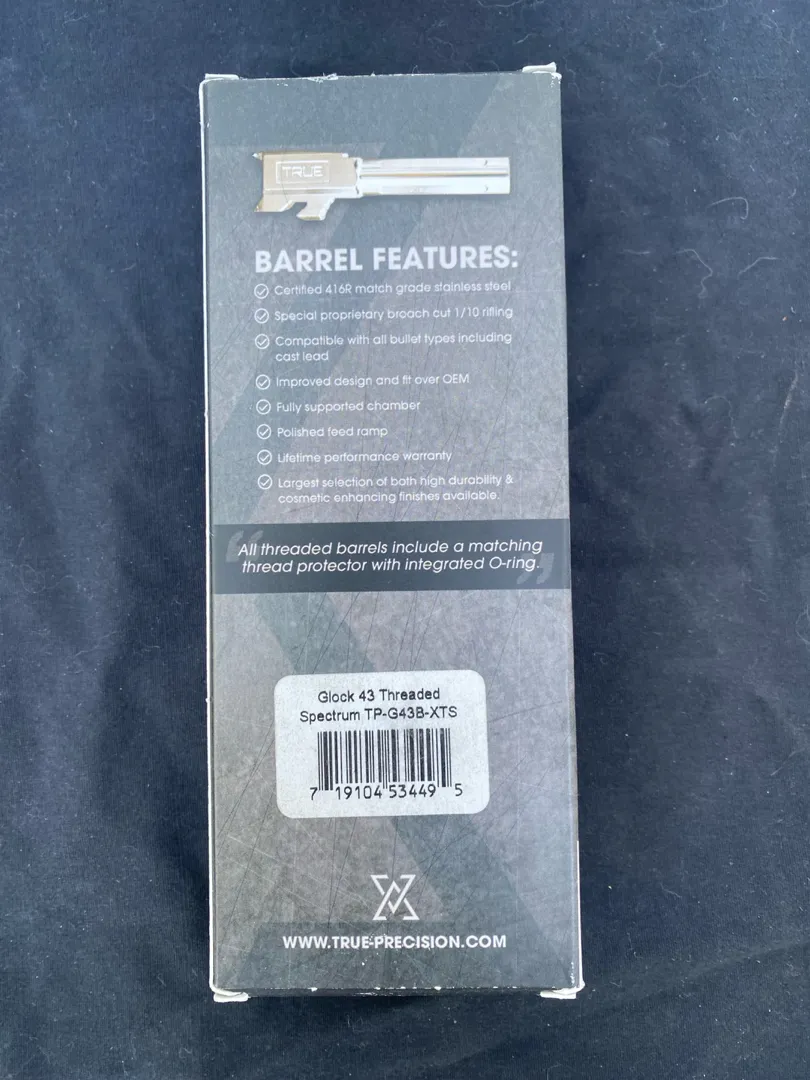 TRUE
BARREL FEATURES:
Certified 416R match grade stainless steel
Special proprietary broach cut 1/10 rifling
Compatible with all bullet types including
cast lead
Improved design and fit over OEM
Fully supported chamber
Polished feed ramp
Lifetime performance warranty
Largest selection of both high durability &
cosmetic enhancing finishes available.
"All threaded barrels include a matching
thread protector with integrated O-ring."
Glock 43 Threaded
Spectrum TP-G43B-XTS
7 19104 53449 5
WWW.TRUE-PRECISION.COM